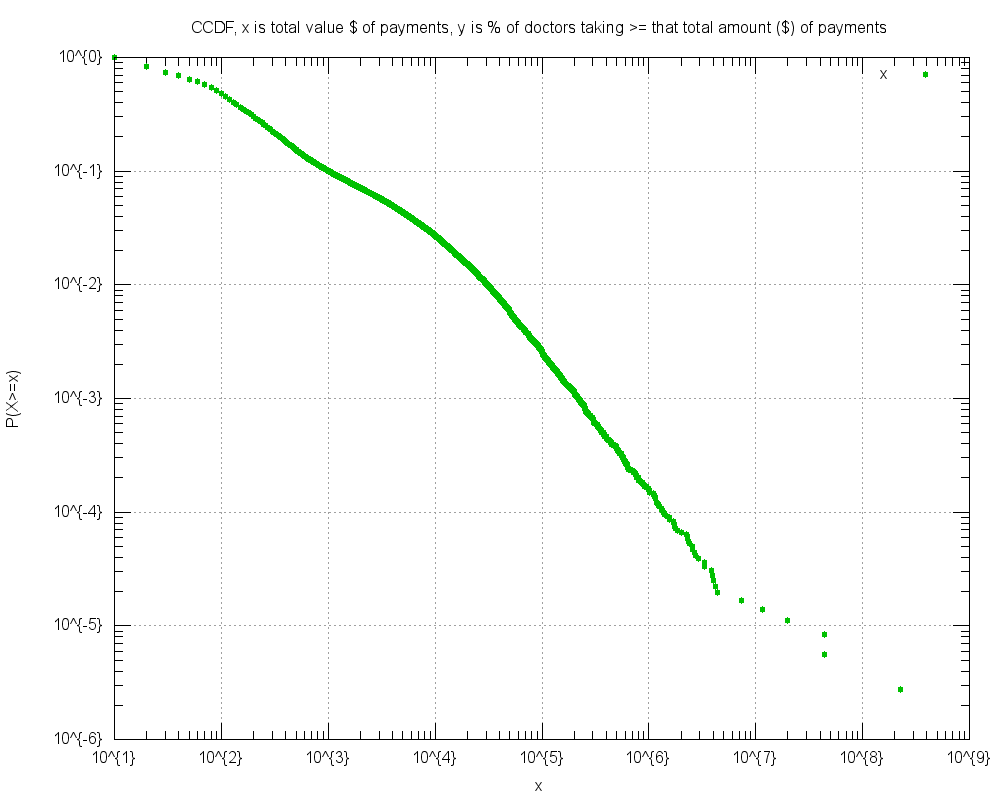 CCDF, x is total value $ of payments, y is % of doctors taking >= that total amount ($) of payments
10^{0}
x
10^{-1}
10^{-2}
10^{-3}
P(X>=x)
10^{-4}
10^{-5}
10^{-6}
10^{1} 10^{2} 10^{3} 10^{4} 10^{5} 10^{6} 10^{7} 10^{8} 10^{9}
x